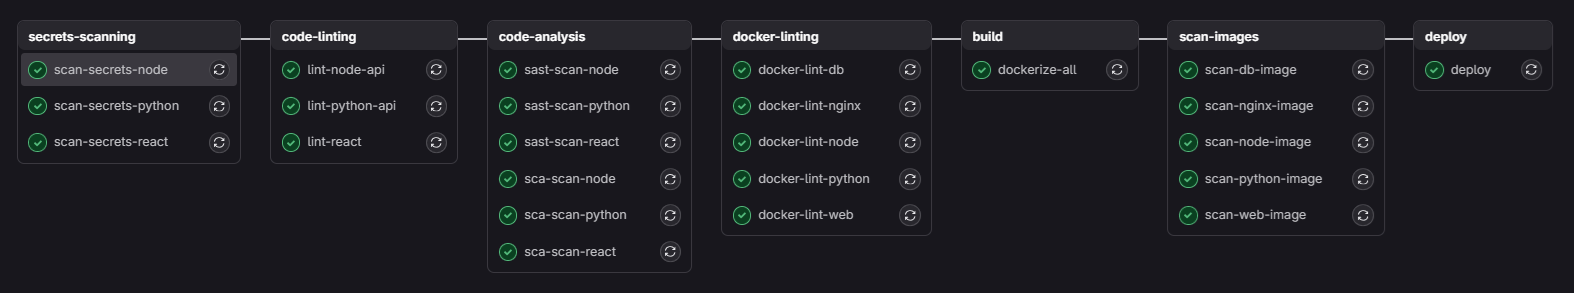 secrets-scanning
scan-secrets-node
scan-secrets-python
scan-secrets-react
code-linting
lint-node-api
lint-python-api
lint-react
code-analysis
sast-scan-node
sast-scan-python
sast-scan-react
sca-scan-node
sca-scan-python
sca-scan-react
docker-linting
docker-lint-db
docker-lint-nginx
docker-lint-node
docker-lint-python
docker-lint-web
build
dockerize-all
scan-images
scan-db-image
scan-nginx-image
scan-node-image
scan-python-image
scan-web-image
deploy
deploy